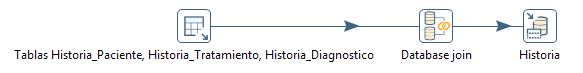 Tablas Historia_Paciente, Historia_Tratamiento, Historia_Diagnostico
Database join
Historia